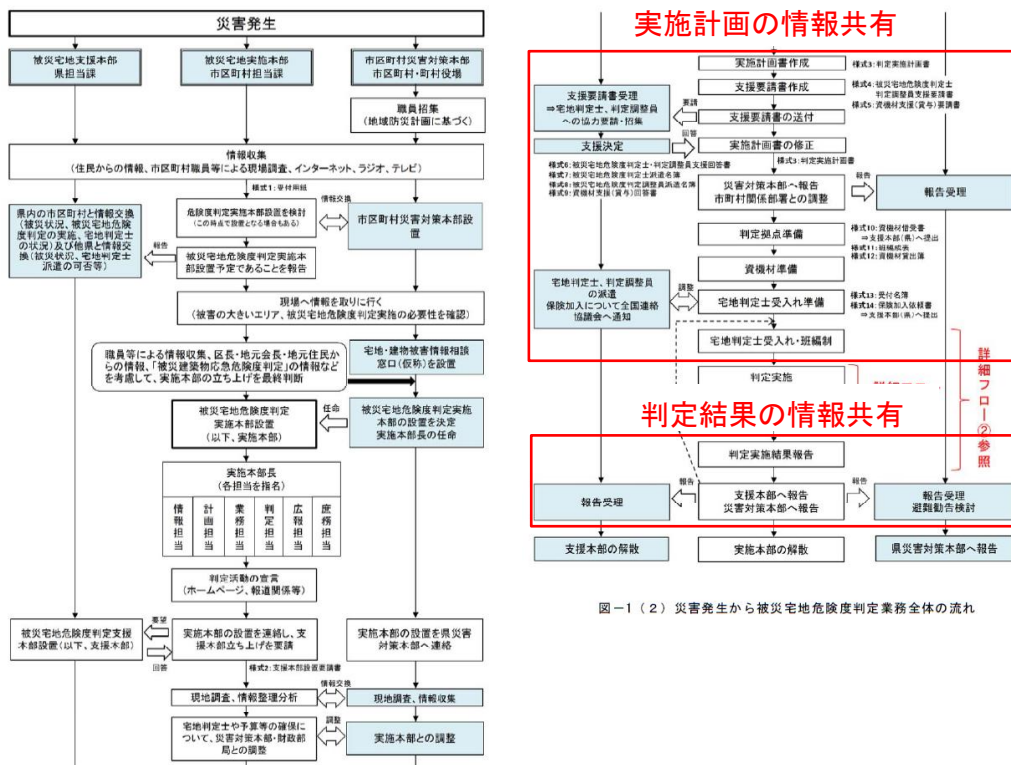 災害発生
被災宅地支援本部
県担当課
被災宅地実施本部
市区町村担当課
市区町村災害対策本部
市区町村・町村役場
職員招集
(地域防災計画に基づく)
情報収集
(住民からの情報、市区町村職員等による現場調査、インターネット、ラジオ、テレビ)
様式1:受付用紙
県内の市区町村と情報交換
(被災状況、被災宅地危険
度判定の実施、宅地判定士
の状況)及び他県と情報交
換(被災状況、宅地判定士
派遣の可否等)
危険度判定実施本部設置を検討
(この時点で設置となる場合もある)
情報交換
市区町村災害対策本部設
置
報告
被災宅地危険度判定実施本
部設置予定であることを報告
現場へ情報を取りに行く
(被害の大きいエリア、被災宅地危険度判定実施の必要性を確認)
職員等による情報収集、区長・地元会長・地元住民か
らの情報、「被災建築物応急危険度判定」の情報など
を考慮して、実施本部の立ち上げを最終判断
宅地・建物被害情報相談
窓口(仮称)を設置
被災宅地危険度判定
実施本部設置
(以下、実施本部)
任命
被災宅地危険度判定実施
本部の設置を決定
実施本部長の任命
実施本部長
(各担当を指名)
情報担当
計画担当
業務担当
判定担当
広報担当
庶務担当
判定活動の宣言
(ホームページ、報道関係等)
被災宅地危険度判定支援
本部設置(以下、支援本部)
要望
回答
実施本部の設置を連絡し、支
援本部立ち上げを要請
実施本部の設置を県災害
対策本部へ連絡
様式2:支援本部設置要請書
現地調査、情報整理分析
情報交換
現地調査、情報収集
宅地判定士や予算等の確保に
ついて、災害対策本部・財政部
局との調整
調整
実施本部との調整
実施計画の情報共有
実施計画書作成
様式3:判定実施計画書
支援要請書作成
様式4:被災宅地危険度判定士
判定調整員支援要請書
様式5:資機材支援(貸与)要請書
支援要請書受理
⇒宅地判定士、判定調整員
への協力要請・招集
要請
支援要請書の送付
支援決定
回答
実施計画書の修正
様式3:判定実施計画書
様式6:被災宅地危険度判定士・判定調整員支援回答書
様式7:被災宅地危険度判定士派遣名簿
様式8:被災宅地危険度判定調整員派遣名簿
様式9:資機材支援(貸与)回答書
災害対策本部へ報告
市町村関係部署との調整
報告
報告受理
判定拠点準備
様式10:資機材借受書
⇒支援本部(県)へ提出
様式11:班編成表
様式12:資機材貸出簿
資機材準備
宅地判定士、判定調整員
の派遣
保険加入について全国連絡
協議会へ通知
調整
宅地判定士受入れ準備
様式13:受付名簿
様式14:保険加入依頼書
⇒支援本部(県)へ提出
宅地判定士受入れ・班編制
判定実施
詳細フロー②参照
判定結果の情報共有
判定実施結果報告
報告受理
報告
支援本部へ報告
災害対策本部へ報告
報告
報告受理
避難勧告検討
支援本部の解散
実施本部の解散
県災害対策本部へ報告
図－1(2)災害発生から被災宅地危険度判定業務全体の流れ